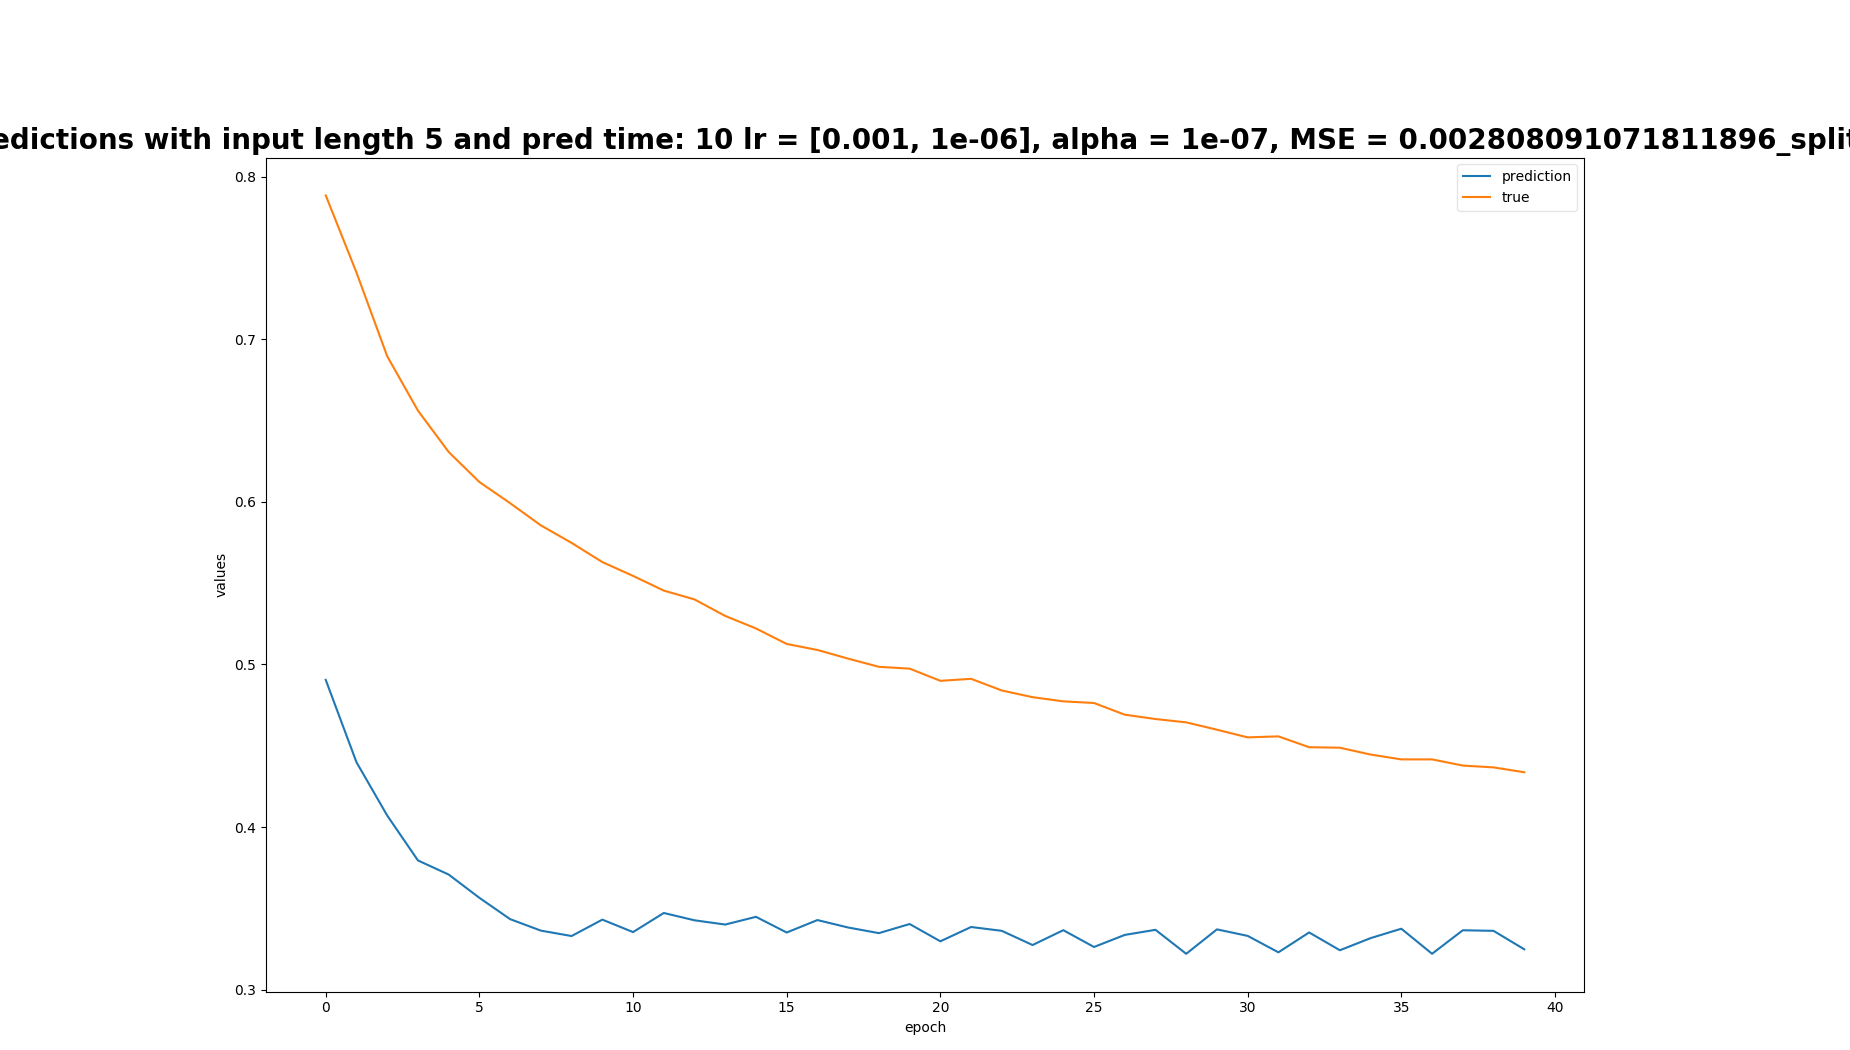 edictions with input length 5 and pred time: 10 lr = [0.001, 1e-06], alpha = 1e-07, MSE = 0.002808091071811896_split
prediction
true
0.8
0.7
0.6
0.5
0.4
0.3
values
0 5 10 15 20 25 30 35 40
epoch